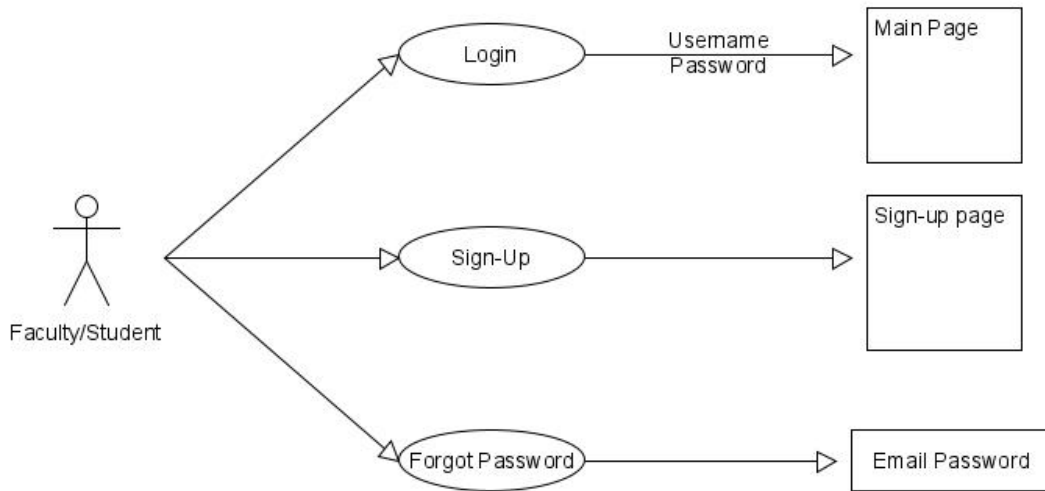 Login
Username
Password
Main Page
Sign-up page
Sign-Up
Faculty/Student
Forgot Password
Email Password